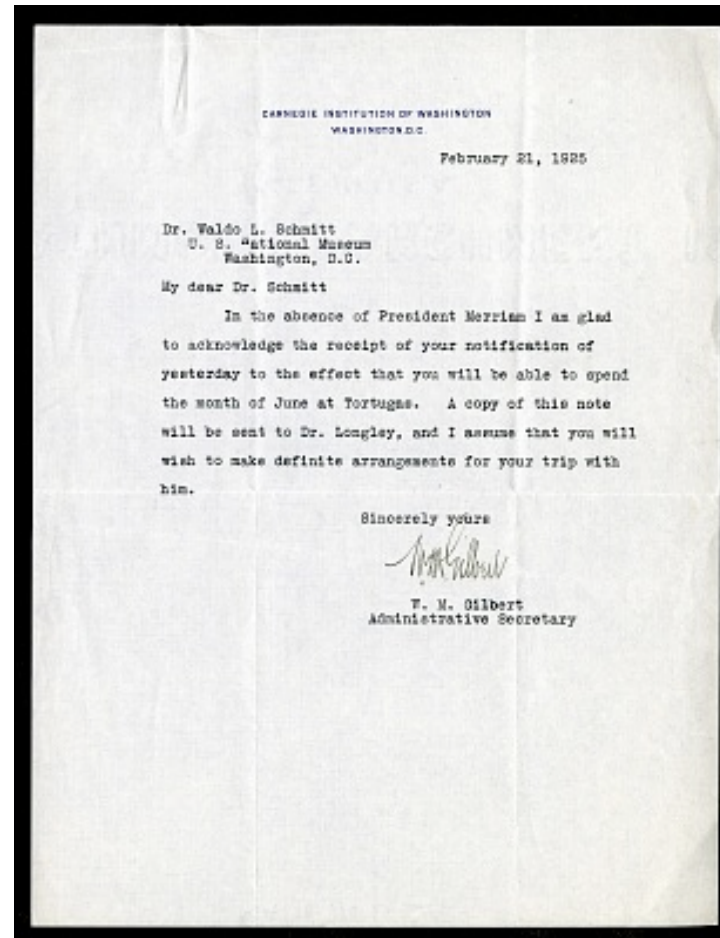 CARNEGIE INSTITUTION OF WASHINGTON
WASHINGTON, D.C.
February 21, 1925
Dr. Waldo L. Schmitt
U. S. National Museum
Washington, D.C.
My dear Dr. Schmitt
In the absence of President Merriam I am glad
to acknowledge the receipt of your notification of
yesterday to the effect that you will be able to spend
the month of June at Tortugas. A copy of this note
will be sent to Dr. Longley, and I assume that you will
wish to make definite arrangements for your trip with
him.
Sincerely yours
WM Gilbert
W. M. Gilbert
Administrative Secretary